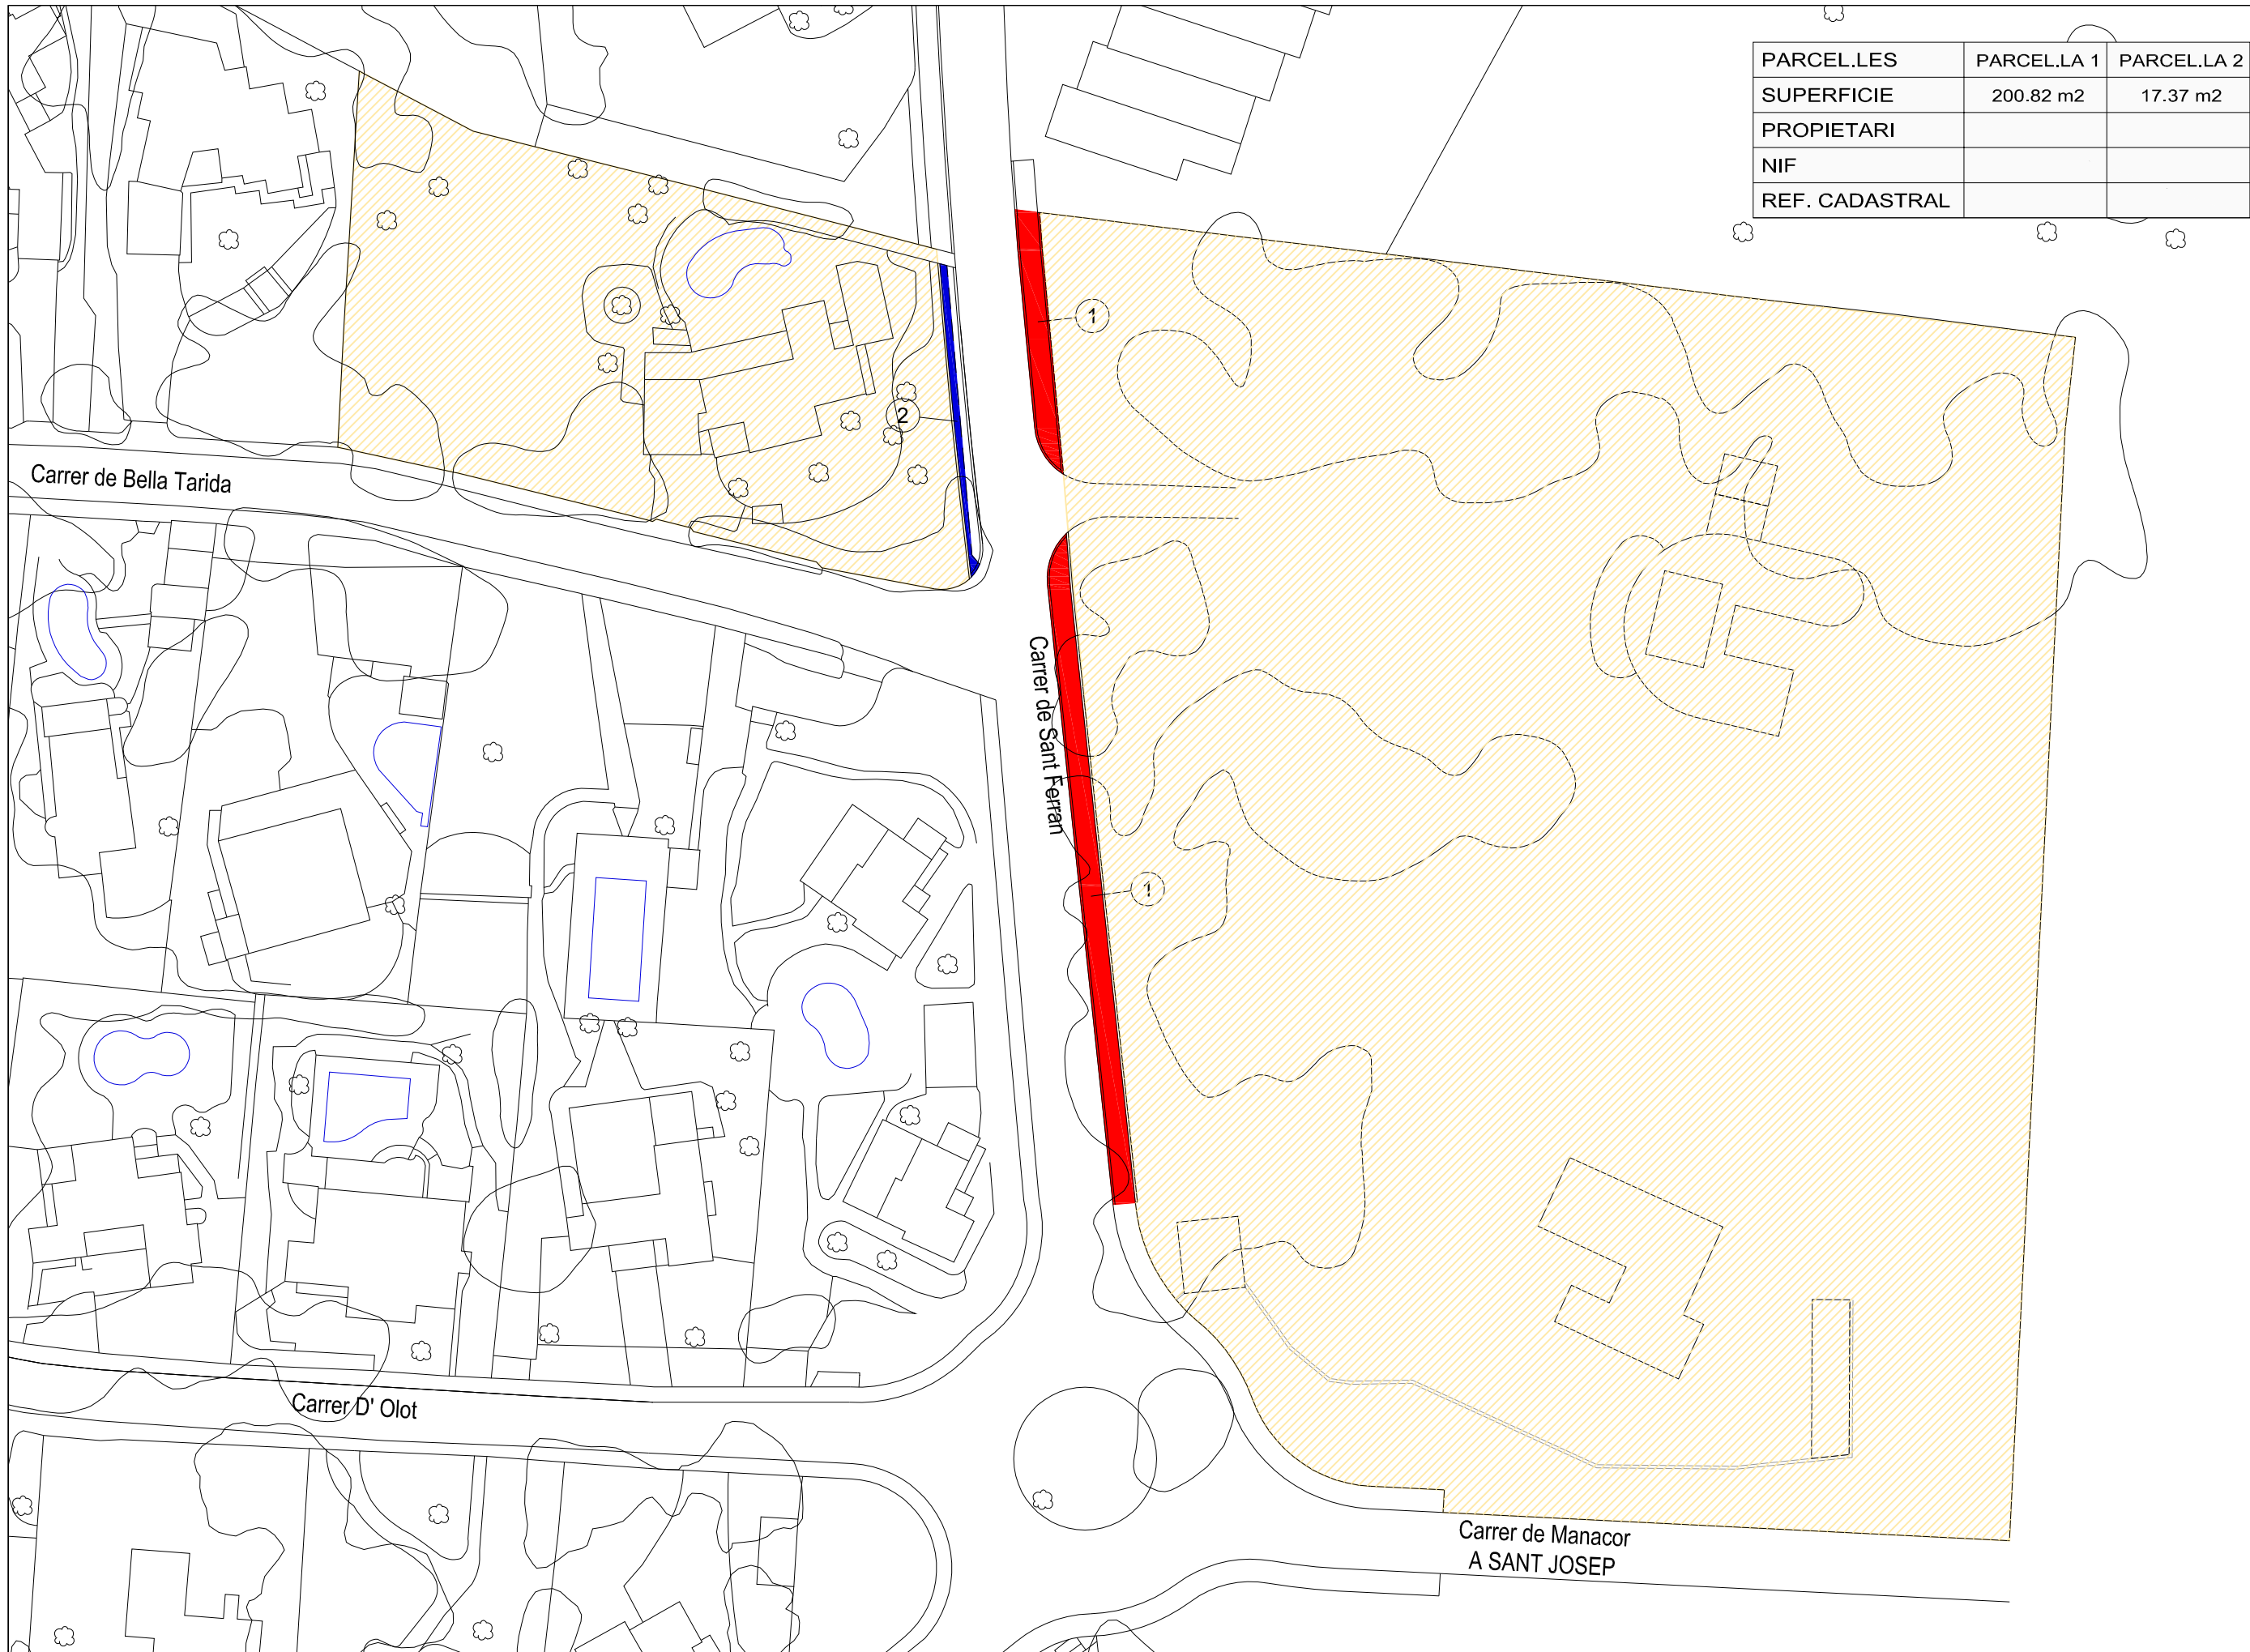 PARCEL.LES PARCEL.LA 1 PARCEL.LA 2
SUPERFICIE 200.82 m2 17.37 m2
PROPIETARI
NIF
REF. CADASTRAL
1
2
Carrer de Bella Tarida
Carrer de Sant Ferran
1
Carrer D' Olot
Carrer de Manacor
A SANT JOSEP